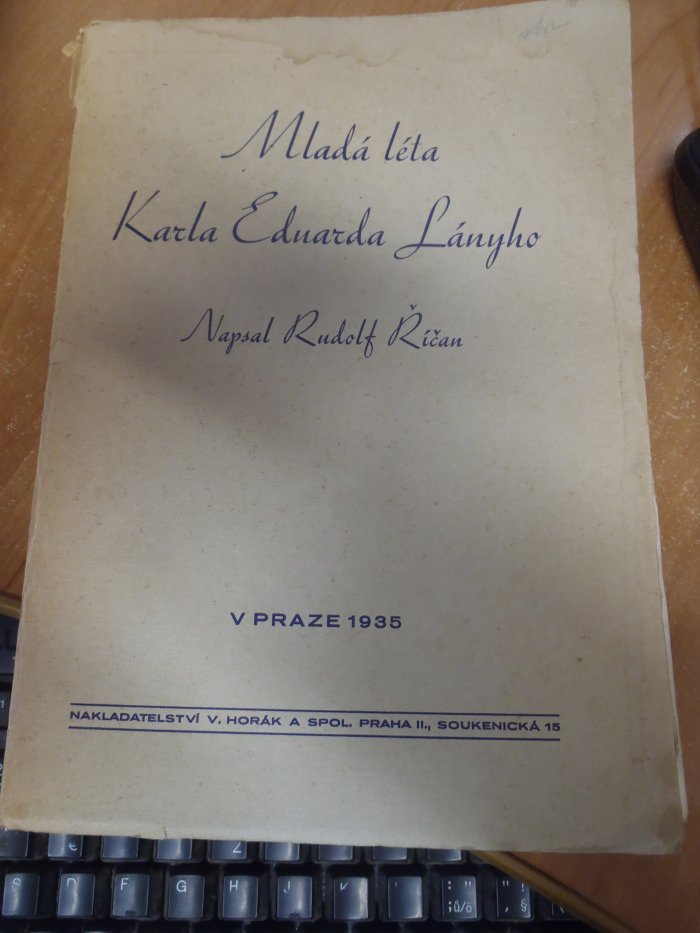 Mladá léta
Karla Eduarda Lányho
Napsal Rudolf Říčan
V PRAZE 1935
NAKLADATELSTVÍ V. HORÁK A SPOL. PRAHA II., SOUKENICKÁ 15
€ Z
S D F G H J
: "
; ů/ô
" !
, §